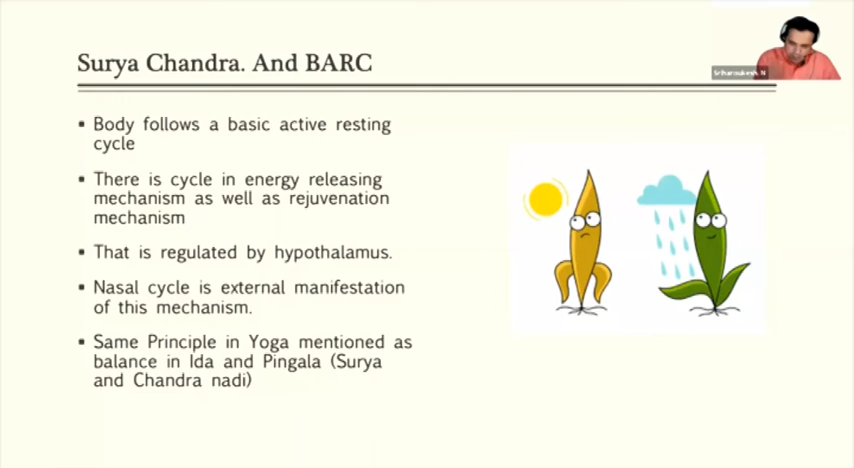 Surya Chandra. And BARC
Sriharisukesh. N
▪ Body follows a basic active resting
cycle
▪ There is cycle in energy releasing
mechanism as well as rejuvenation
mechanism
▪ That is regulated by hypothalamus.
▪ Nasal cycle is external manifestation
of this mechanism.
▪ Same Principle in Yoga mentioned as
balance in Ida and Pingala (Surya
and Chandra nadi)